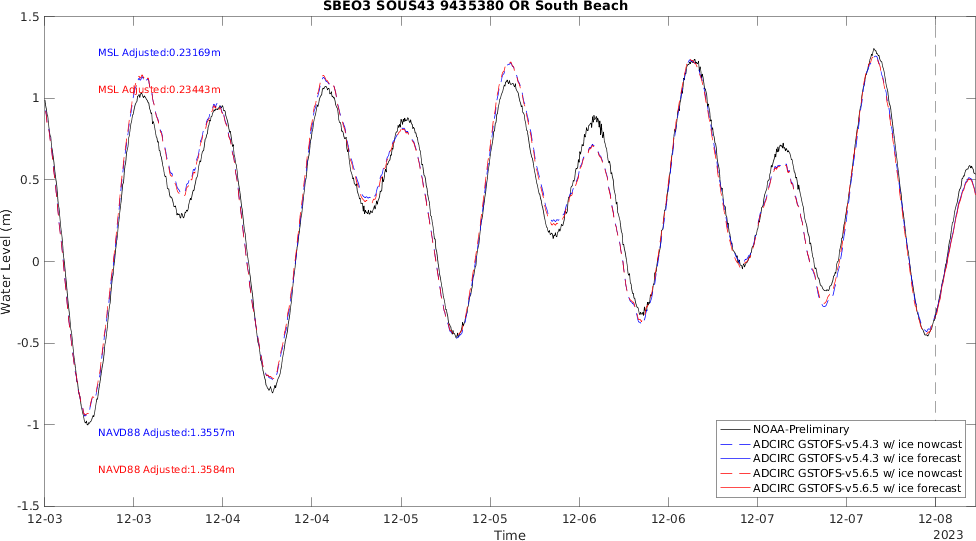 SBEO3 SOUS43 9435380 OR South Beach
1.5
1
0.5
0
-0.5
-1
-1.5
Water Level (m)
MSL Adjusted:0.23169m
MSL Adjusted:0.23443m
NAVD88 Adjusted:1.3557m
NAVD88 Adjusted:1.3584m
NOAA-Preliminary
ADCIRC GSTOFS-v5.4.3 w/ ice nowcast
ADCIRC GSTOFS-v5.4.3 w/ ice forecast
ADCIRC GSTOFS-v5.6.5 w/ ice nowcast
ADCIRC GSTOFS-v5.6.5 w/ ice forecast
12-03 12-03 12-04 12-04 12-05 12-05 12-06 12-06 12-07 12-07 12-08
2023
Time